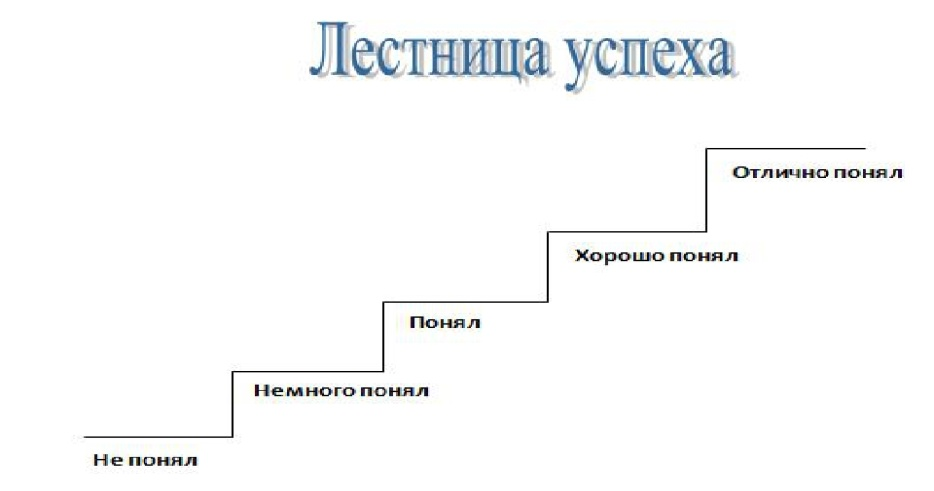 Лестница успеха
Отлично понял
Хорошо понял
Понял
Немного понял
Не понял